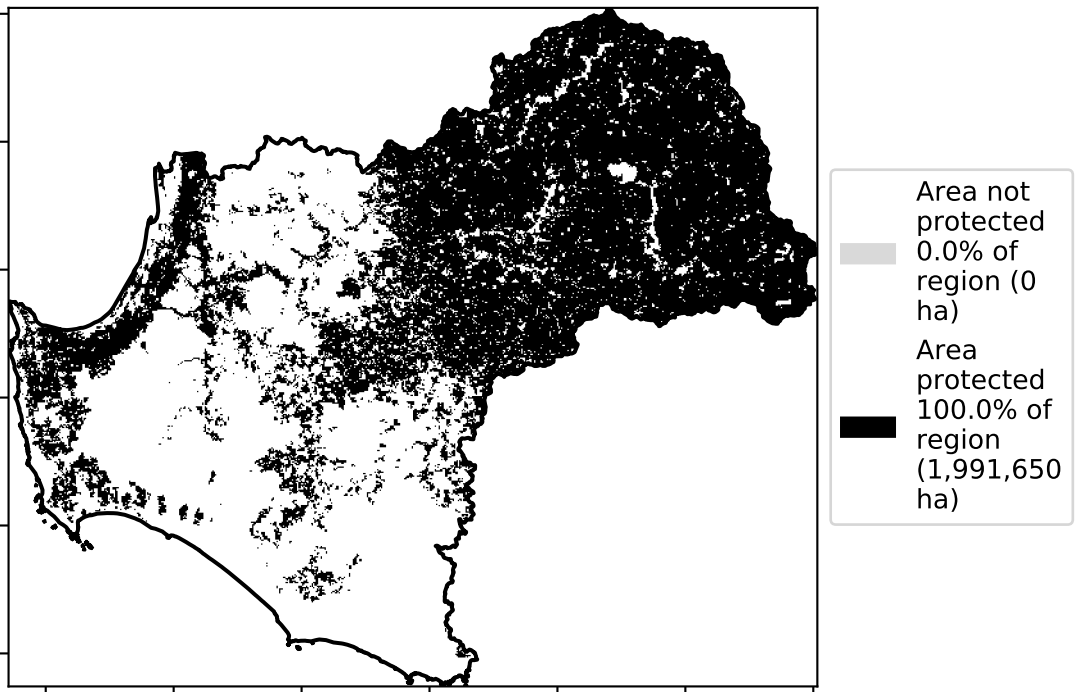 Area not
protected
0.0% of
region (0
ha)
Area
protected
100.0% of
region
(1,991,650
ha)